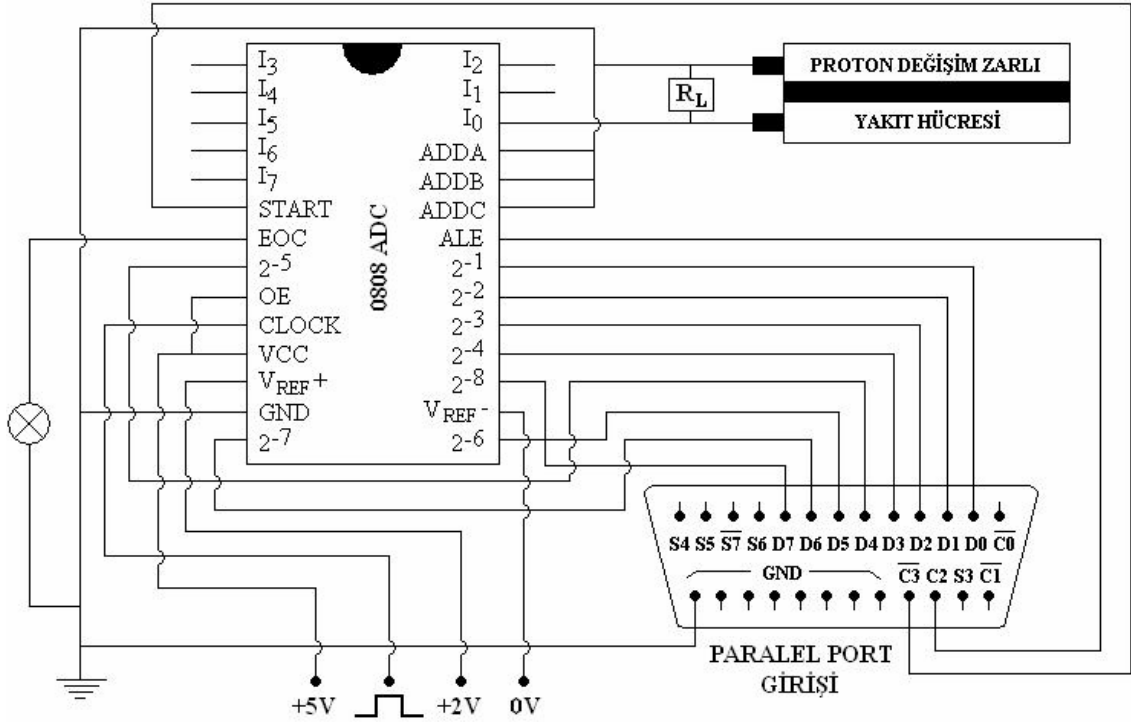 I3
I4
I5
I6
I7
START
EOC
2-5
OE
CLOCK
VCC
VREF+
GND
2-7
0808 ADC
I2
I1
I0
ADDA
ADDB
ADDC
ALE
2-1
2-2
2-3
2-4
2-8
VREF-
2-6
RL
PROTON DEĞİŞİM ZARLI
YAKIT HÜCRESİ
S4 S5 S7 S6 D7 D6 D5 D4 D3 D2 D1 D0 C0
GND C3 C2 S3 C1
PARALEL PORT
GİRİŞİ
+5V +2V 0V